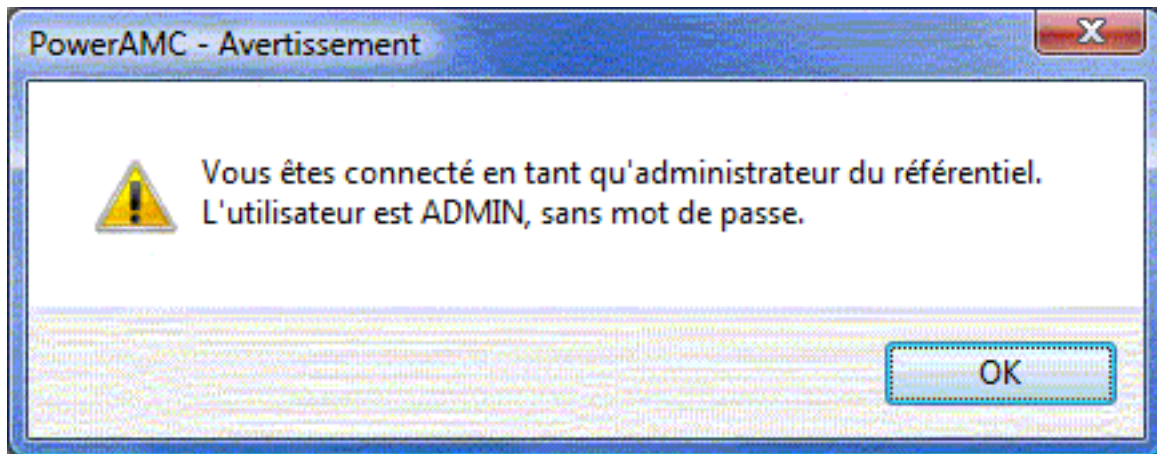 PowerAMC - Avertissement
Vous êtes connecté en tant qu'administrateur du référentiel.
L'utilisateur est ADMIN, sans mot de passe.
OK